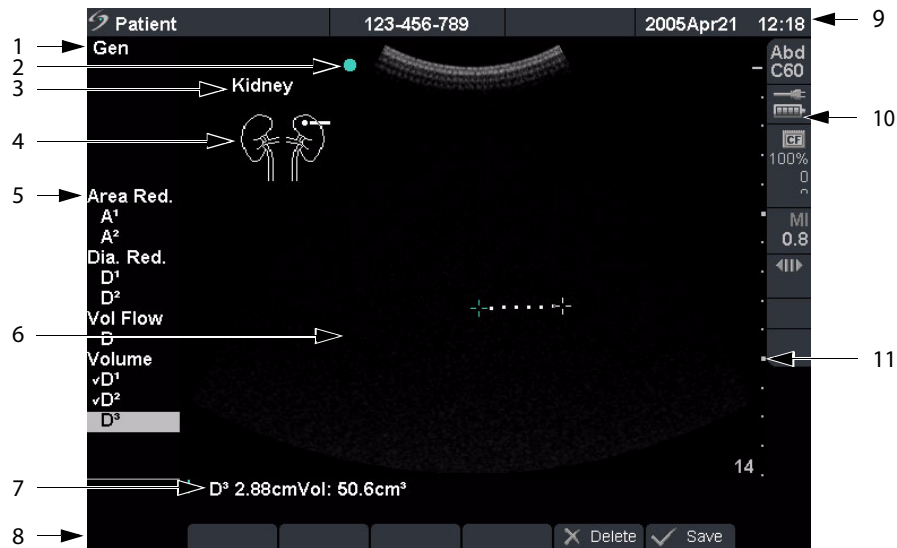 Patient 123-456-789 2005Apr21 12:18 9
1 Gen
Abd
C60
2
3 Kidney
10
4
CF
100%
0
5 Area Red.
A¹
A²
MI
0.8
Dia. Red.
D¹
D²
Vol Flow
6 D
Volume
11
√D¹
√D²
D³
14
7 D³ 2.88cmVol: 50.6cm³
8 Delete Save